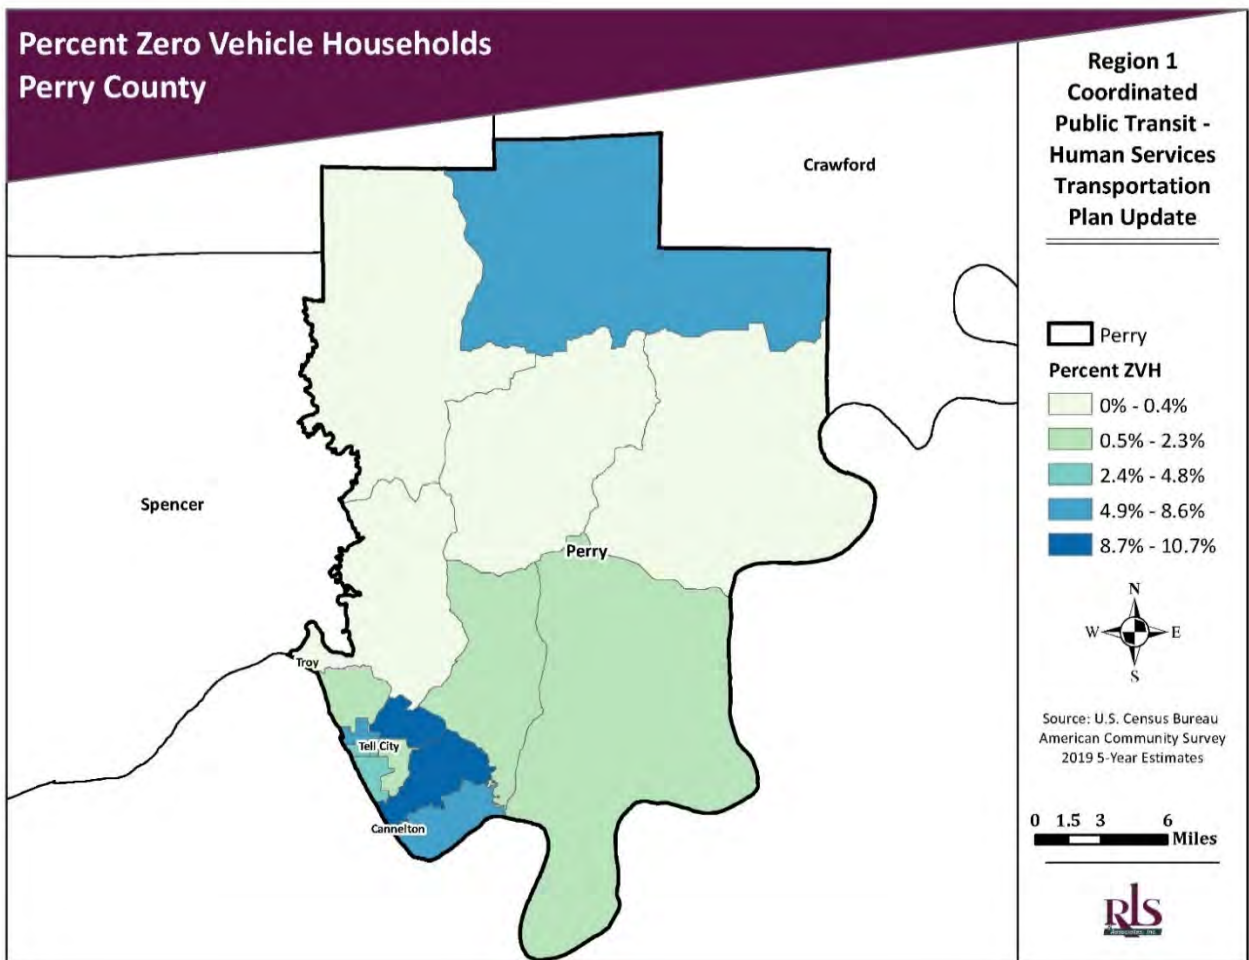 Percent Zero Vehicle Households
Perry County
Region 1
Coordinated
Public Transit -
Human Services
Transportation
Plan Update
Crawford
Spencer
Perry
Troy
Tell City
Cannelton
Perry
Percent ZVH
0% - 0.4%
0.5% - 2.3%
2.4% - 4.8%
4.9% - 8.6%
8.7% - 10.7%
N
W E
S
Source: U.S. Census Bureau
American Community Survey
2019 5-Year Estimates
0 1.5 3 6
Miles
RLS
& Associates, Inc.